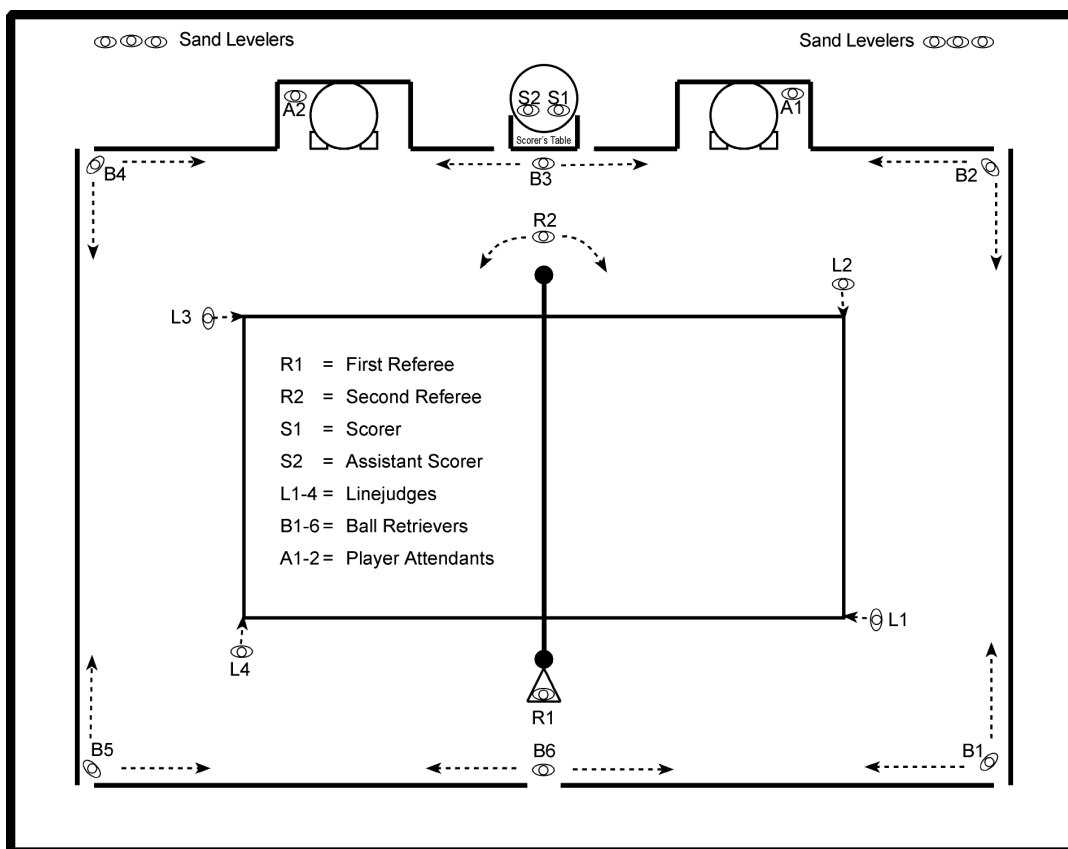 Sand Levelers
Sand Levelers
A2
S2 S1
A1
Scorer's Table
B4
B3
B2
R2
L2
L3
R1 = First Referee
R2 = Second Referee
S1 = Scorer
S2 = Assistant Scorer
L1-4 = Linejudges
B1-6 = Ball Retrievers
A1-2 = Player Attendants
L1
L4
R1
B5
B6
B1